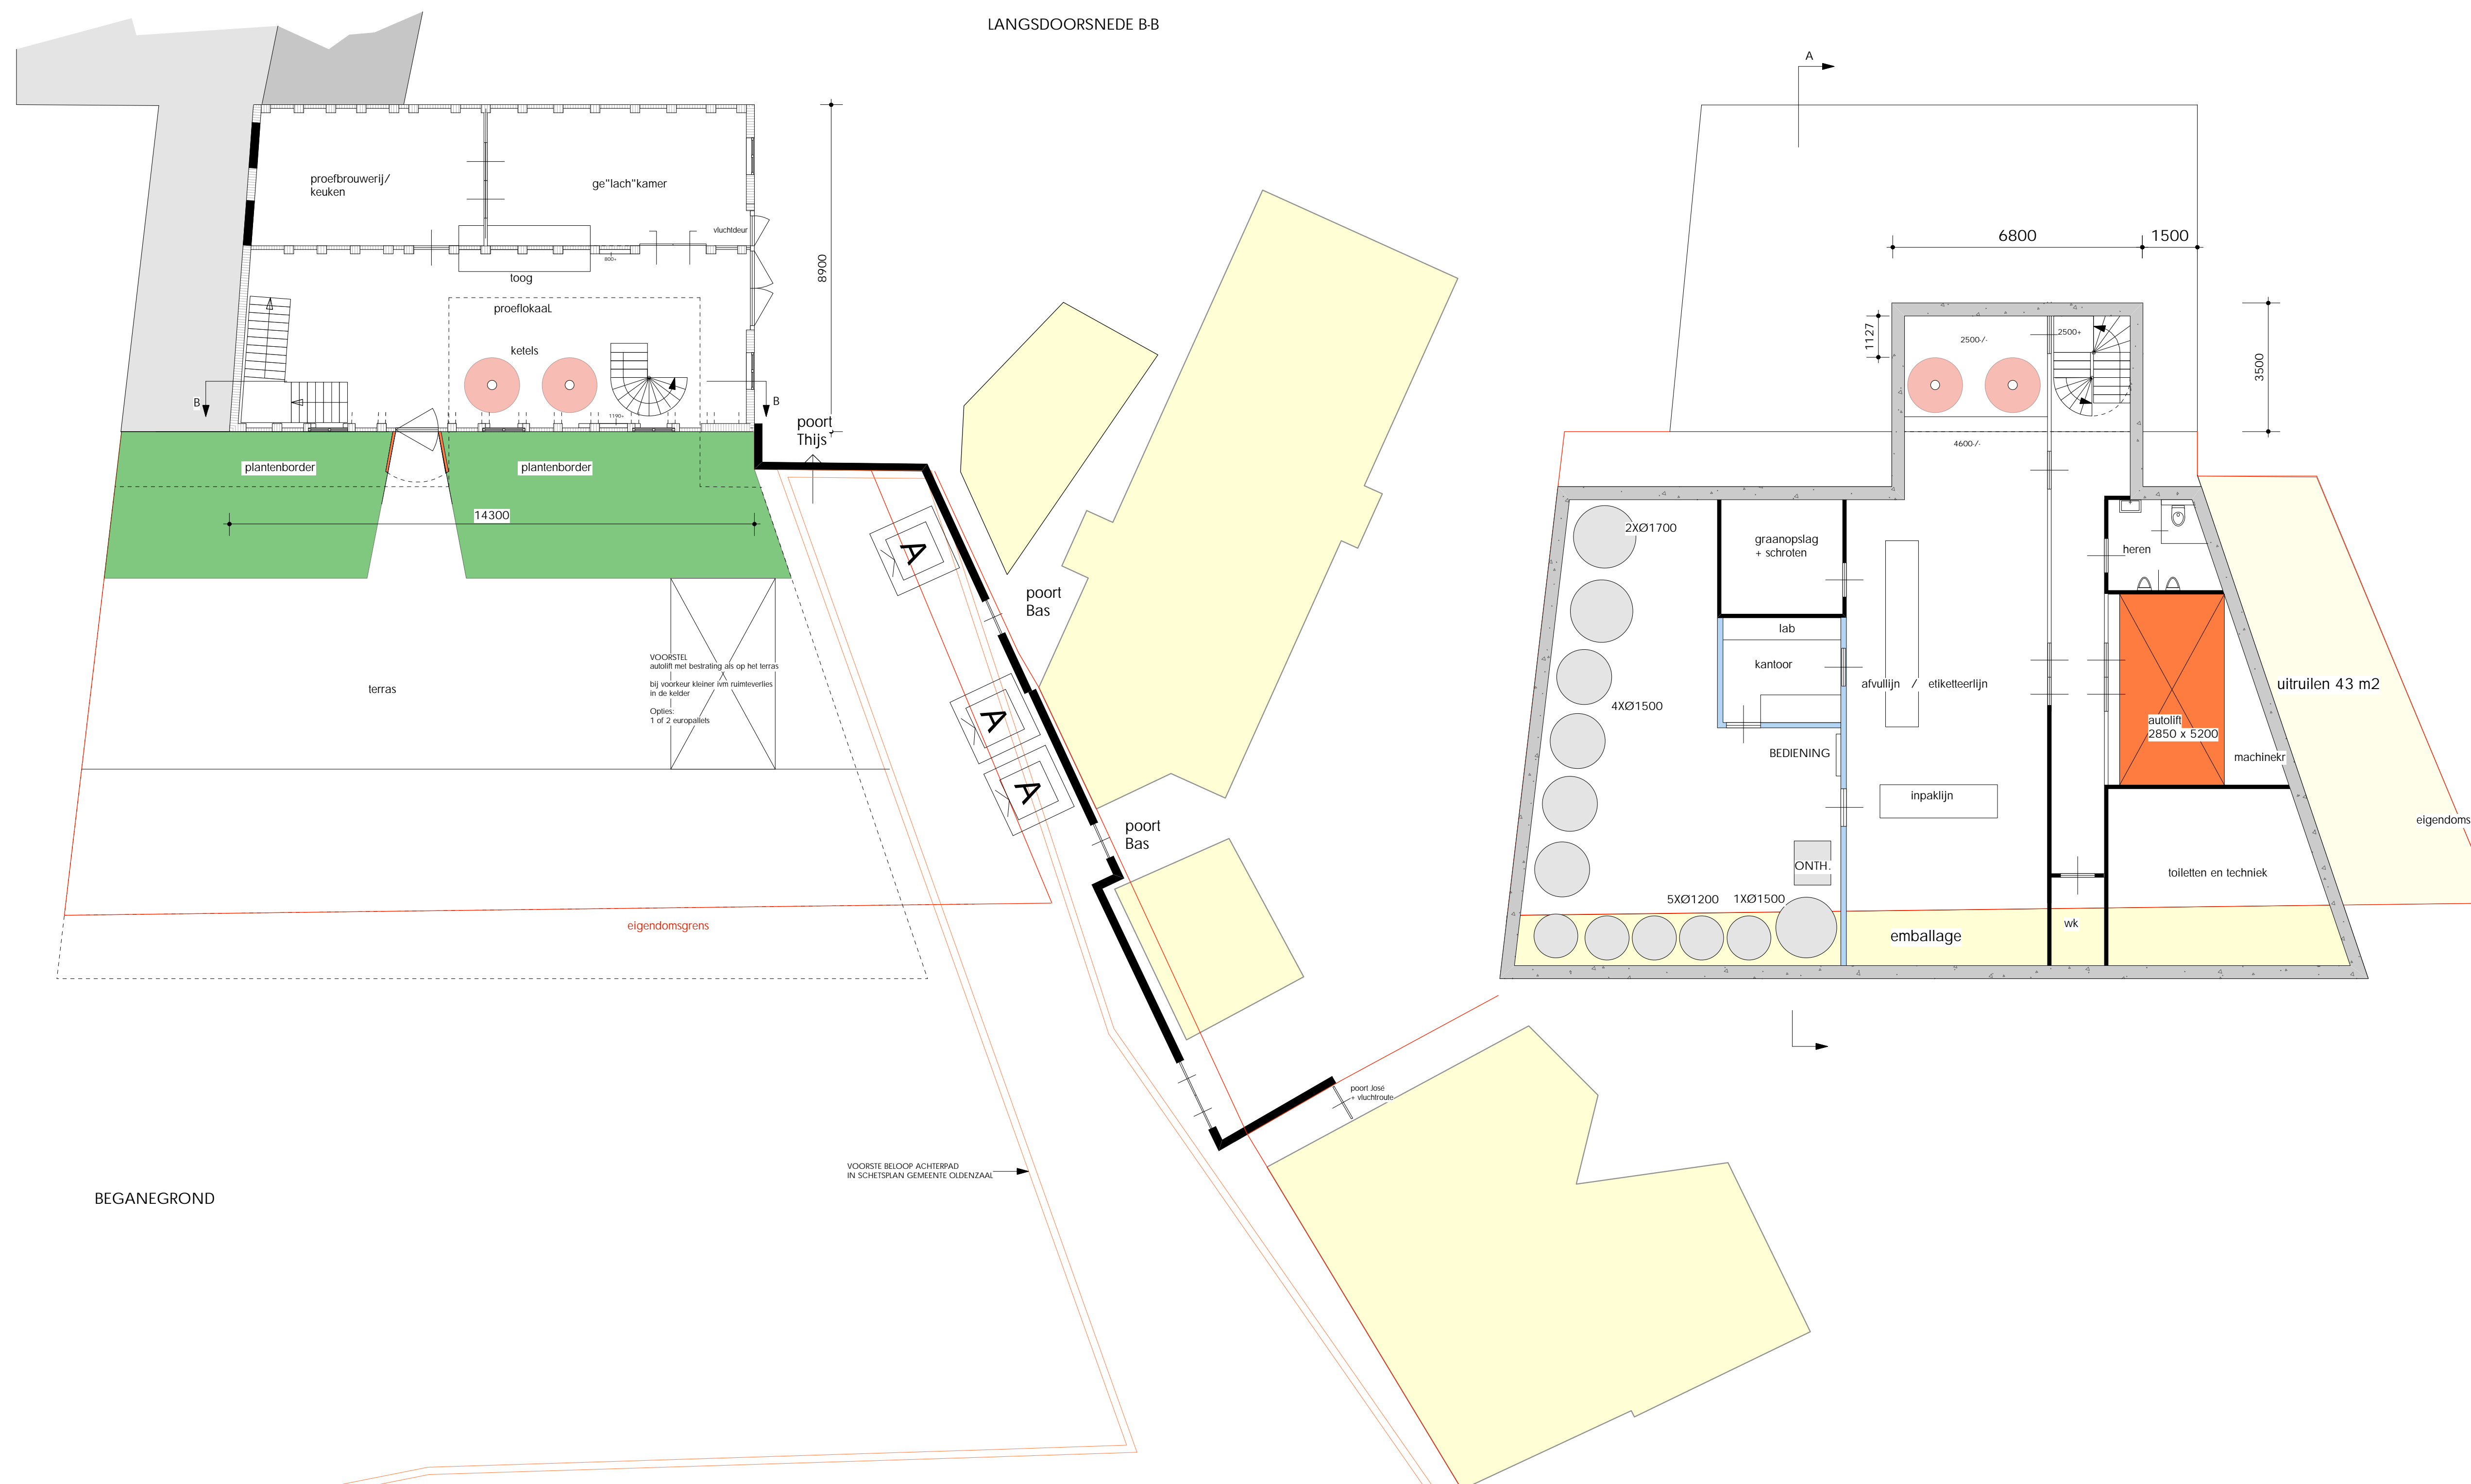 LANGSDOORSNEDE B-B
proefbrouwerij/
keuken
ge"lach"kamer
vluchtdeur
800+
toog
proeflokaal.
ketels
8900
B
B
1190+
plantenborder
plantenborder
14300
poort
Thijs
A
A
A
poort
Bas
poort
Bas
VOORSTEL
autolift met bestrating als op het terras
bij voorkeur kleiner ivm ruimteverlies
in de kelder
Opties:
1 of 2 europallets
terras
eigendomsgrens
poort José
+ vluchtroute
VOORSTE BELOOP ACHTERPAD
IN SCHETSPLAN GEMEENTE OLDENZAAL
BEGANEGROND
A
6800
1500
1127
2500-/-
2500+
3500
4600-/-
2XØ1700
graanopslag
+ schroten
heren
lab
kantoor
afvullijn / etiketteerlijn
4XØ1500
uitruilen 43 m2
autolift
2850 x 5200
BEDIENING
machinekr
inpaklijn
eigendoms
ONTH.
toiletten en techniek
5XØ1200
1XØ1500
emballage
wk